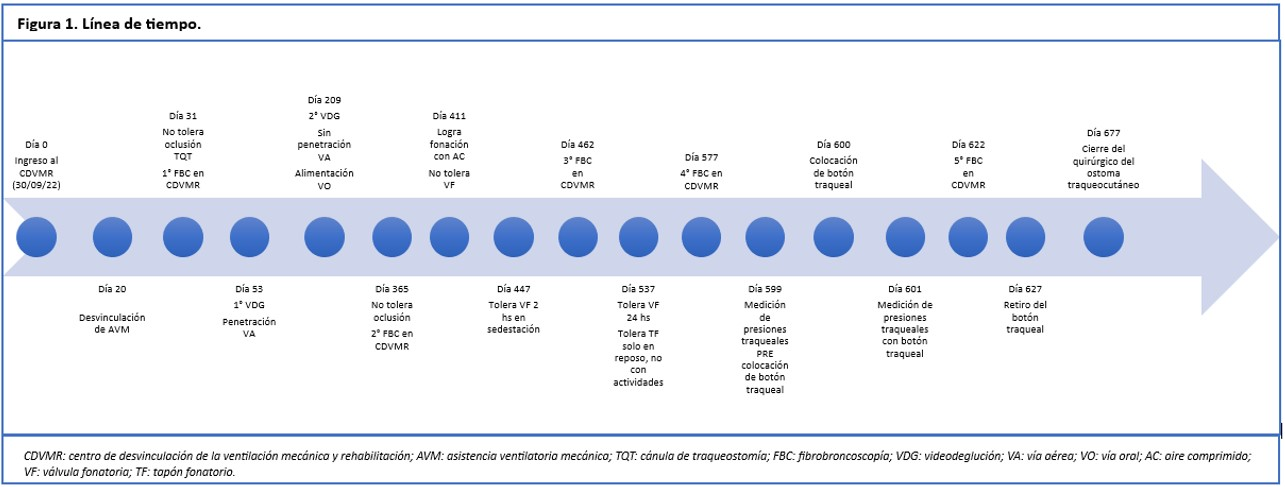 Figura 1. Línea de tiempo.
Día 0
Ingreso al
CDVMR
(30/09/22)
Día 20
Desvinculación
de AVM
Día 31
No tolera
oclusión
TQT
1° FBC en
CDVMR
Día 53
1° VDG
Penetración
VA
Día 209
2° VDG
Sin
penetración
VA
Alimentación
VO
Día 365
No tolera
oclusión
2° FBC en
CDVMR
Día 411
Logra
fonación
con AC
No tolera
VF
Día 447
Tolera VF 2
hs en
sedestación
Día 462
3° FBC
en
CDVMR
Día 537
Tolera VF
24 hs
Tolera TF
solo en
reposo, no
con
actividades
Día 577
4° FBC en
CDVMR
Día 599
Medición
de
presiones
traqueales
PRE
colocación
de botón
traqueal
Día 600
Colocación
de botón
traqueal
Día 601
Medición de
presiones
traqueales
con botón
traqueal
Día 622
5° FBC
en
CDVMR
Día 627
Retiro del
botón
traqueal
Día 677
Cierre del
quirúrgico del
ostoma
traqueocutáneo
CDVMR: centro de desvinculación de la ventilación mecánica y rehabilitación; AVM: asistencia ventilatoria mecánica; TQT: cánula de traqueostomía; FBC: fibrobroncoscopía; VDG: videodeglución; VA: vía aérea; VO: vía oral; AC: aire comprimido;
VF: válvula fonatoria; TF: tapón fonatorio.